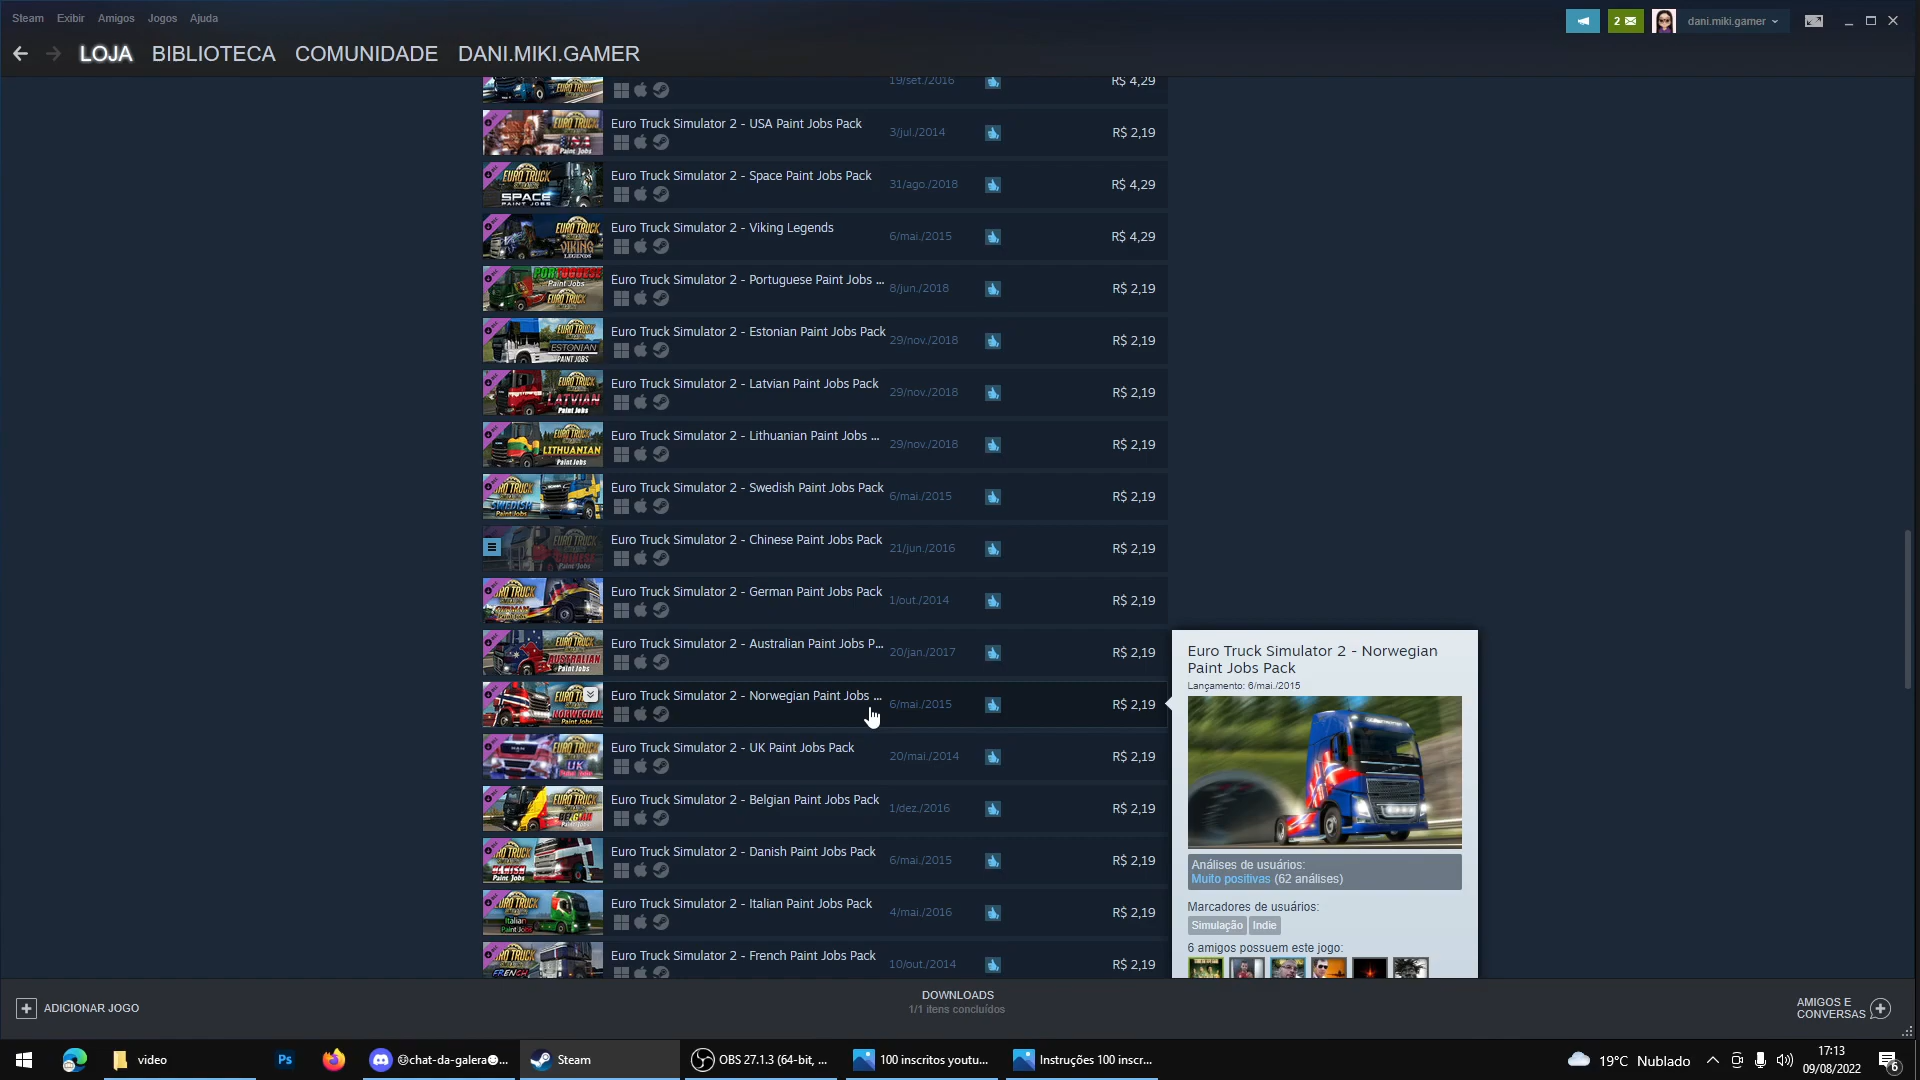 Steam Exibir Amigos Jogos Ajuda
2
dani.miki.gamer
LOJA BIBLIOTECA COMUNIDADE DANI.MIKI.GAMER
19/set./2016 R$ 4,29
Euro Truck Simulator 2 - USA Paint Jobs Pack 3/jul./2014 R$ 2,19
Euro Truck Simulator 2 - Space Paint Jobs Pack 31/ago./2018 R$ 4,29
Euro Truck Simulator 2 - Viking Legends 6/mai./2015 R$ 4,29
Euro Truck Simulator 2 - Portuguese Paint Jobs ... 8/jun./2018 R$ 2,19
Euro Truck Simulator 2 - Estonian Paint Jobs Pack 29/nov./2018 R$ 2,19
Euro Truck Simulator 2 - Latvian Paint Jobs Pack 29/nov./2018 R$ 2,19
Euro Truck Simulator 2 - Lithuanian Paint Jobs ... 29/nov./2018 R$ 2,19
Euro Truck Simulator 2 - Swedish Paint Jobs Pack 6/mai./2015 R$ 2,19
Euro Truck Simulator 2 - Chinese Paint Jobs Pack 21/jun./2016 R$ 2,19
Euro Truck Simulator 2 - German Paint Jobs Pack 1/out./2014 R$ 2,19
Euro Truck Simulator 2 - Australian Paint Jobs P... 20/jan./2017 R$ 2,19
Euro Truck Simulator 2 - Norwegian Paint Jobs ... 6/mai./2015 R$ 2,19
Euro Truck Simulator 2 - UK Paint Jobs Pack 20/mai./2014 R$ 2,19
Euro Truck Simulator 2 - Belgian Paint Jobs Pack 1/dez./2016 R$ 2,19
Euro Truck Simulator 2 - Danish Paint Jobs Pack 6/mai./2015 R$ 2,19
Euro Truck Simulator 2 - Italian Paint Jobs Pack 4/mai./2016 R$ 2,19
Euro Truck Simulator 2 - French Paint Jobs Pack 10/out./2014 R$ 2,19
Euro Truck Simulator 2 - Norwegian
Paint Jobs Pack
Lançamento: 6/mai./2015
Análises de usuários:
Muito positivas (62 análises)
Marcadores de usuários:
Simulação Indie
6 amigos possuem este jogo:
ADICIONAR JOGO
DOWNLOADS
1/1 itens concluídos
AMIGOS E
CONVERSAS
video
Ps
chat-da-galera...
Steam
OBS 27.1.3 (64-bit, ...
100 inscritos youtu...
Instruções 100 inscr...
19°C Nublado
17:13
09/08/2022
6